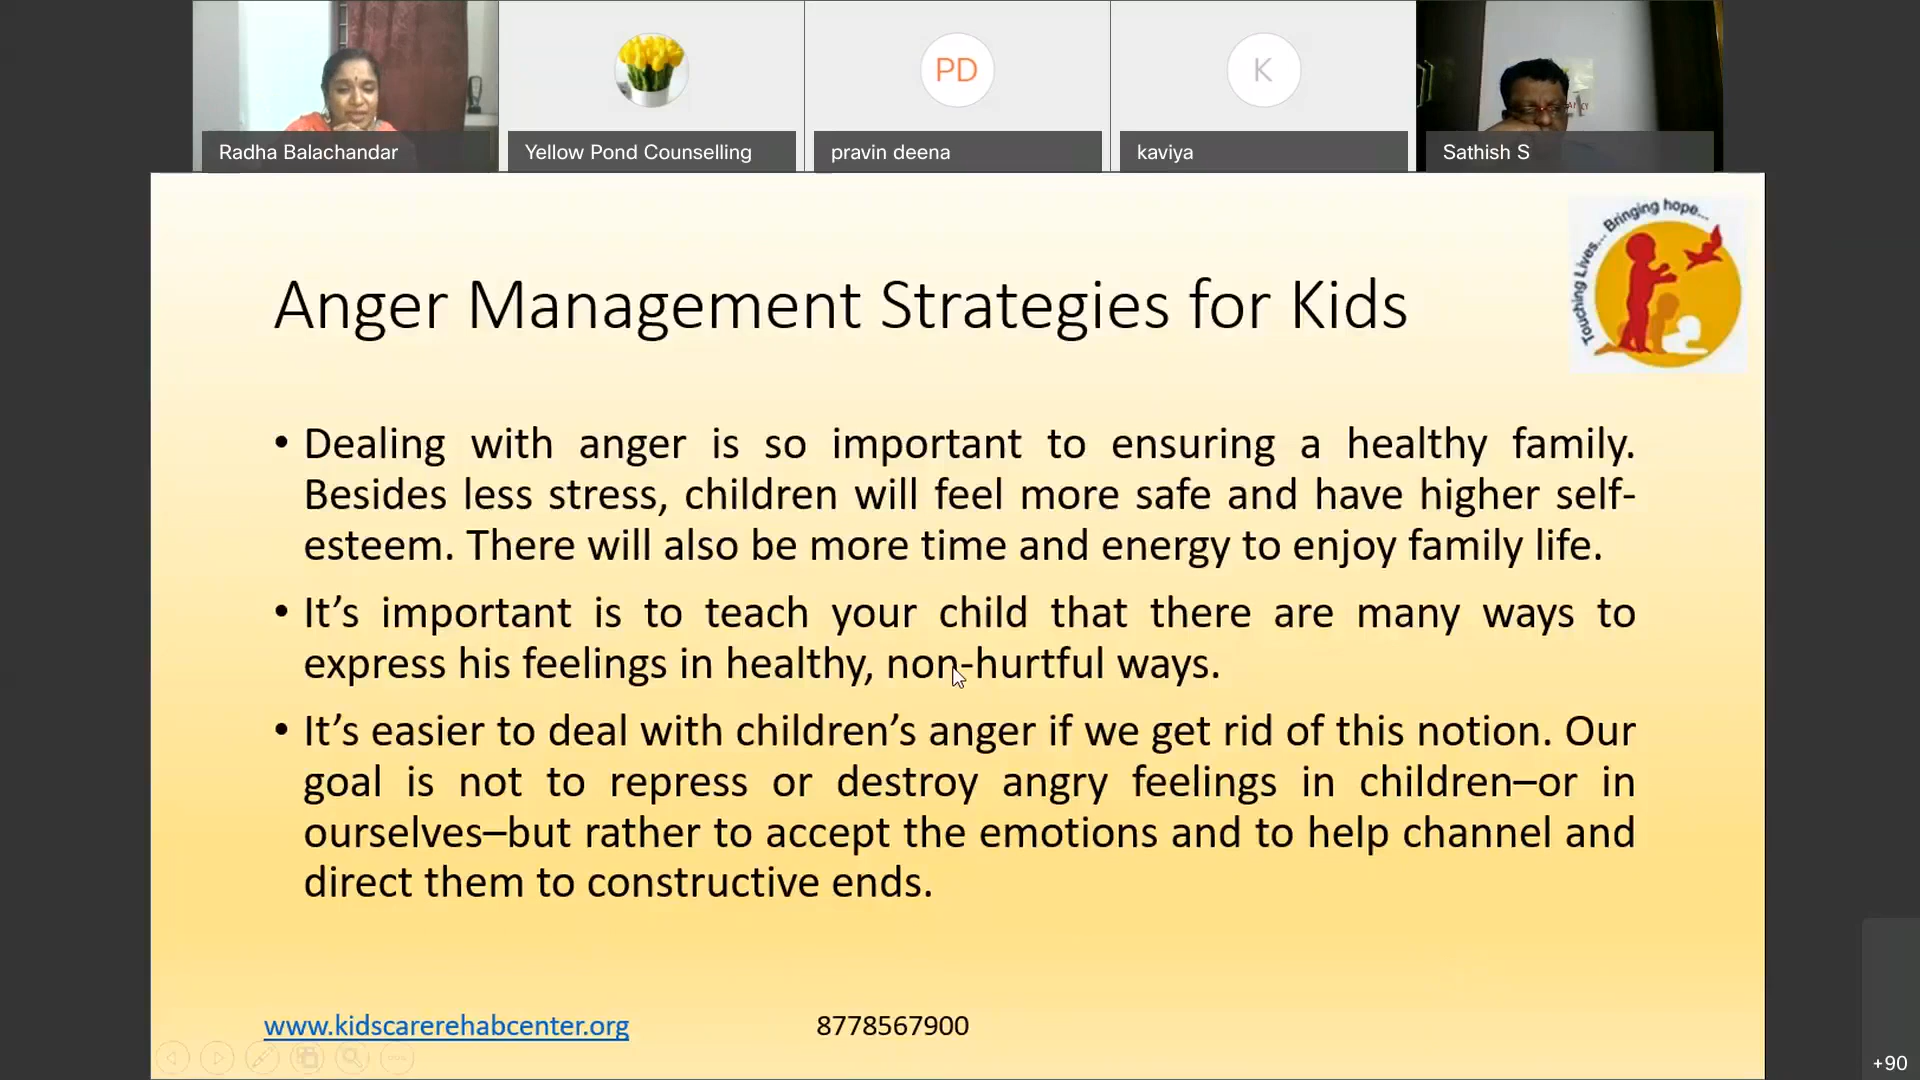 Radha Balachandar
Yellow Pond Counselling
PD
pravin deena
K
kaviya
Sathish S
Touching Lives... Bringing hope...
Anger Management Strategies for Kids
• Dealing with anger is so important to ensuring a healthy family.
Besides less stress, children will feel more safe and have higher self-
esteem. There will also be more time and energy to enjoy family life.
• It’s important is to teach your child that there are many ways to
express his feelings in healthy, non-hurtful ways.
• It’s easier to deal with children’s anger if we get rid of this notion. Our
goal is not to repress or destroy angry feelings in children–or in
ourselves–but rather to accept the emotions and to help channel and
direct them to constructive ends.
www.kidscarerehabcenter.org
8778567900
+90